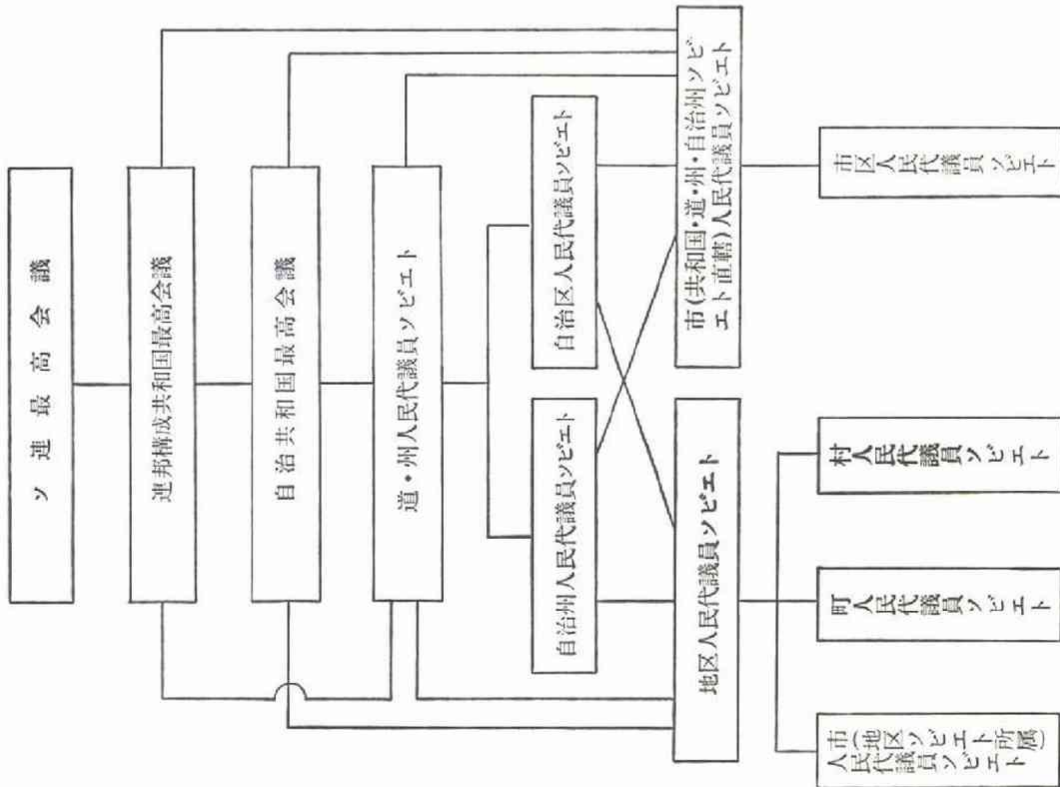 ソ連最高会議
連邦構成共和国最高会議
自治共和国最高会議
道・州人民代議員ソビエト
自治州人民代議員ソビエト
自治区人民代議員ソビエト
地区人民代議員ソビエト
市(共和国・道・州・自治州ソビ
エト直轄)人民代議員ソビエト
市(地区ソビエト所属)
人民代議員ソビエト
町人民代議員
ソビエト
村人民代議員
ソビエト
市区人民代議員
ソビエト